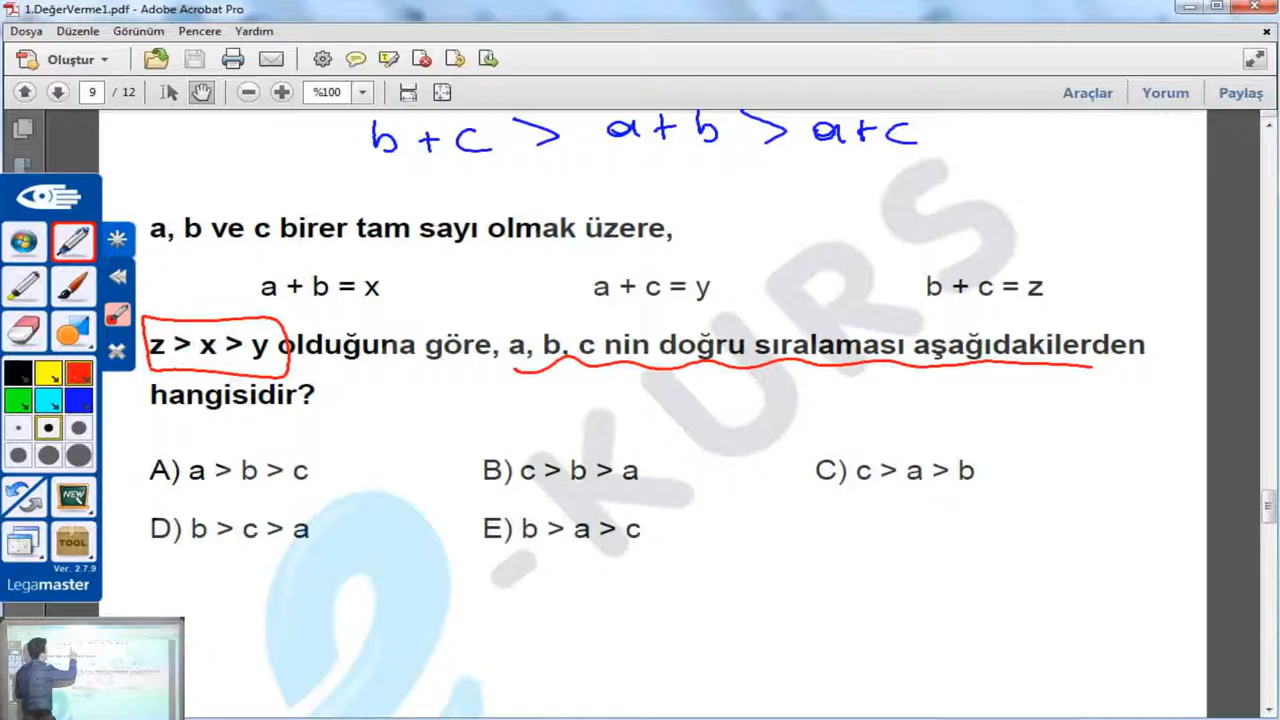 1.DeğerVerme1.pdf - Adobe Acrobat Pro
Dosya Düzenle Görünüm Pencere Yardım
Oluştur
9 / 12 %100 Araçlar Yorum Paylaş
b + c > a + b > a + c
a, b ve c birer tam sayı olmak üzere,
a + b = x a + c = y b + c = z
z > x > y olduğuna göre, a, b, c nin doğru sıralaması aşağıdakilerden
hangisidir?
A) a > b > c B) c > b > a C) c > a > b
D) b > c > a E) b > a > c
-KURS
NEW
TOOL
Ver. 2.7.9
Legamaster